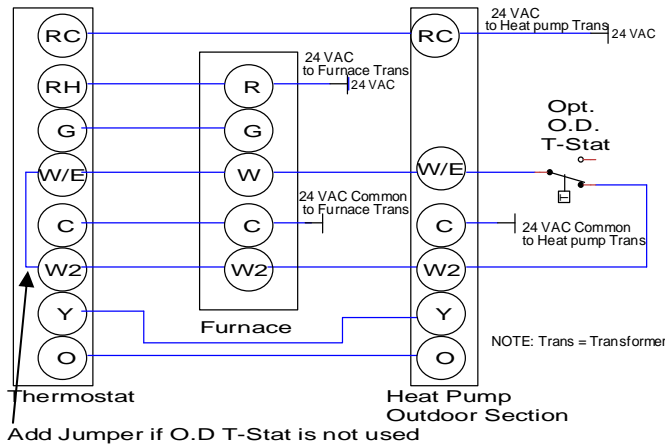 RC
RH
G
W/E
C
W2
Y
O
Thermostat
Add Jumper if O.D T-Stat is not used
24 VAC
to Furnace Trans
24 VAC
R
G
W
24 VAC Common
to Furnace Trans
C
W2
Furnace
RC
24 VAC
to Heat pump Trans
24 VAC
W/E
C
24 VAC Common
to Heat pump Trans
W2
Y
O
Heat Pump
Outdoor Section
Opt.
O.D.
T-Stat
T
NOTE: Trans = Transformer